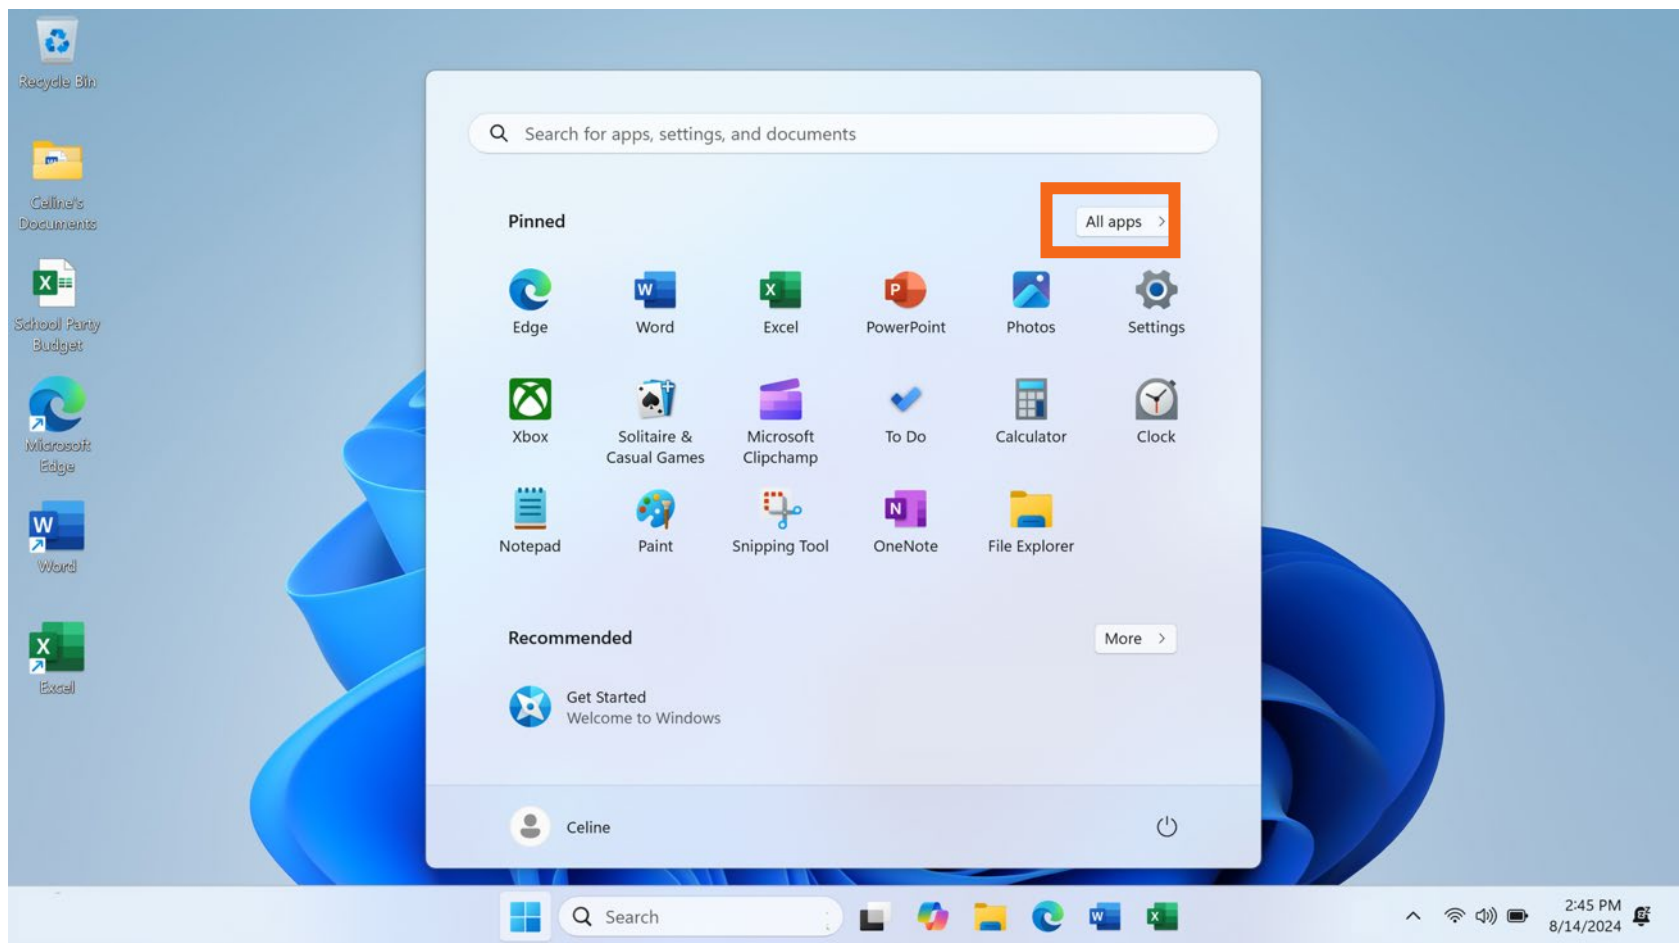 Recycle Bin
Celine's
Documents
School Party
Budget
Microsoft
Edge
Word
Excel
Search for apps, settings, and documents
Pinned
All apps
Edge
Word
Excel
PowerPoint
Photos
Settings
Xbox
Solitaire &
Casual Games
Microsoft
Clipchamp
To Do
Calculator
Clock
Notepad
Paint
Snipping Tool
OneNote
File Explorer
Recommended
More
Get Started
Welcome to Windows
Celine
Search
2:45 PM
8/14/2024